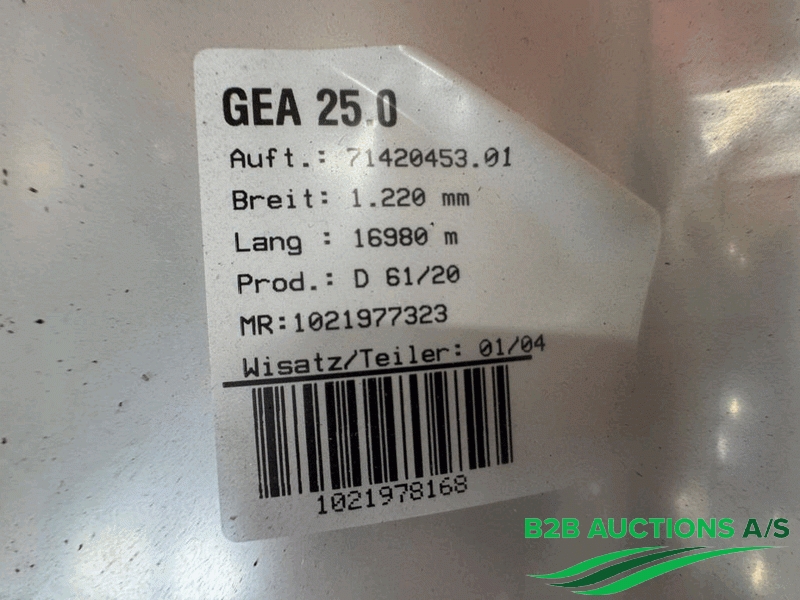 GEA 25.0
Auft.: 71420453.01
Breit: 1.220 mm
Lang : 16980 m
Prod.: D 61/20
MR:1021977323
Wisatz/Teiler: 01/04
1021978168
B2B AUCTIONS A/S